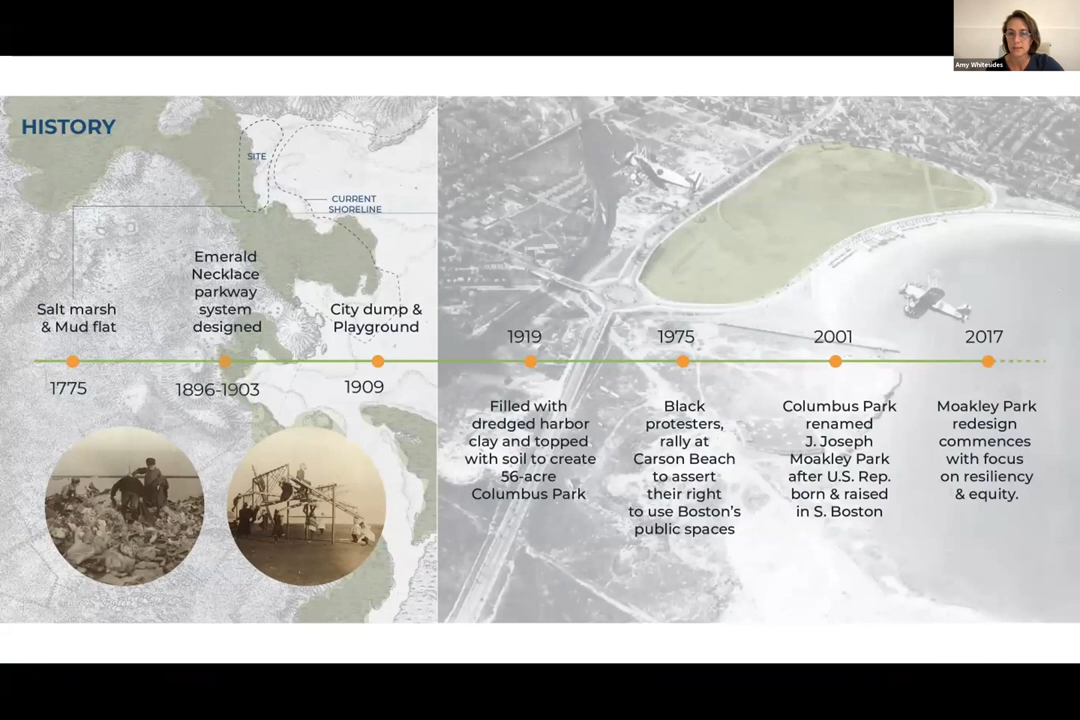 Amy Whitesides
HISTORY
SITE
CURRENT
SHORELINE
Salt marsh
& Mud flat
1775
Emerald
Necklace
parkway
system
designed
1896-1903
City dump &
Playground
1909
1919
Filled with
dredged harbor
clay and topped
with soil to create
56-acre
Columbus Park
1975
Black
protesters,
rally at
Carson Beach
to assert
their right
to use Boston's
public spaces
2001
Columbus Park
renamed
J. Joseph
Moakley Park
after U.S. Rep.
born & raised
in S. Boston
2017
Moakley Park
redesign
commences
with focus
on resiliency
& equity.